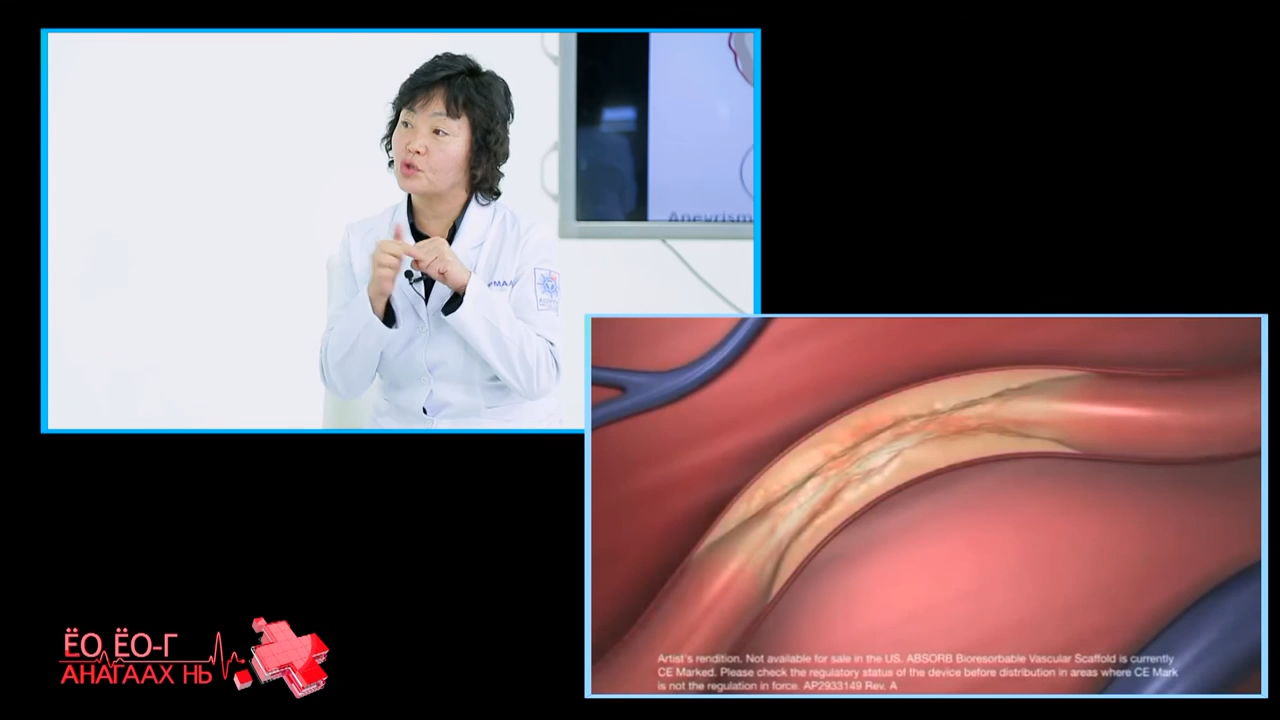 Anevrism
ЁО, ЁО-Г
АНАГААХ НЬ
Artist's rendition. Not available for sale in the US. ABSORB Bioresorbable Vascular Scaffold is currently
CE Marked. Please check the regulatory status of the device before distribution in areas where CE Mark
is not the regulation in force. AP2933149 Rev. A